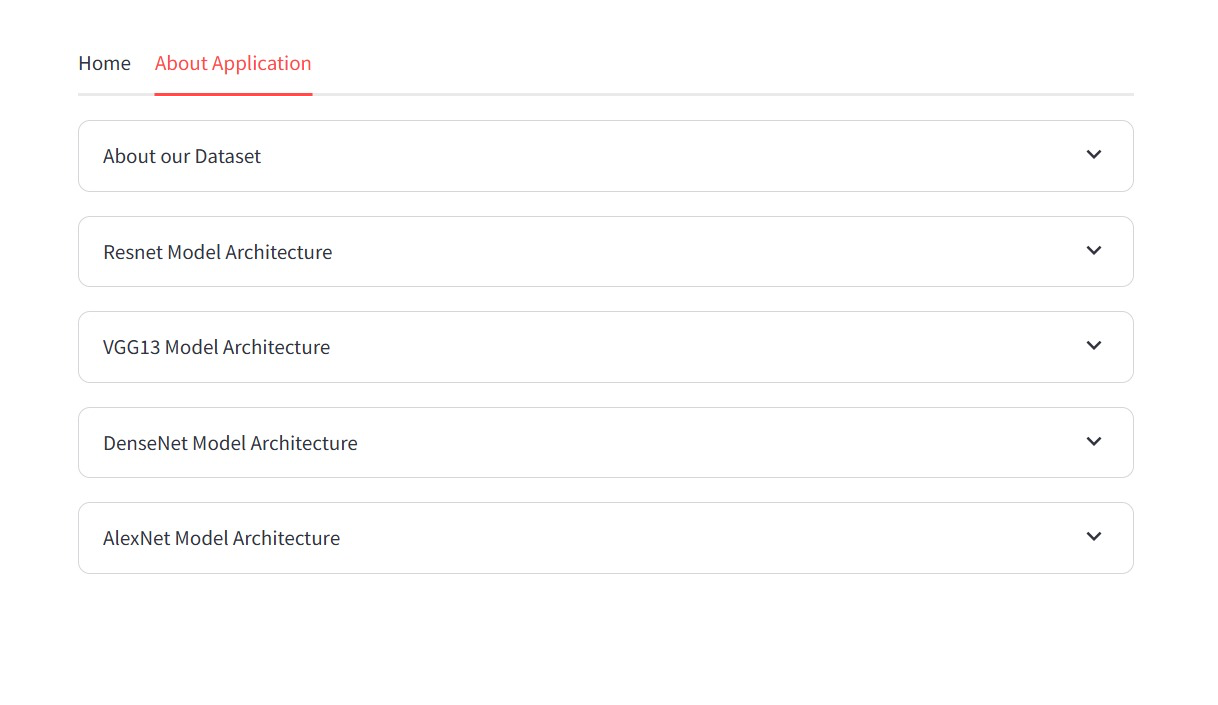 Home About Application
About our Dataset
Resnet Model Architecture
VGG13 Model Architecture
DenseNet Model Architecture
AlexNet Model Architecture